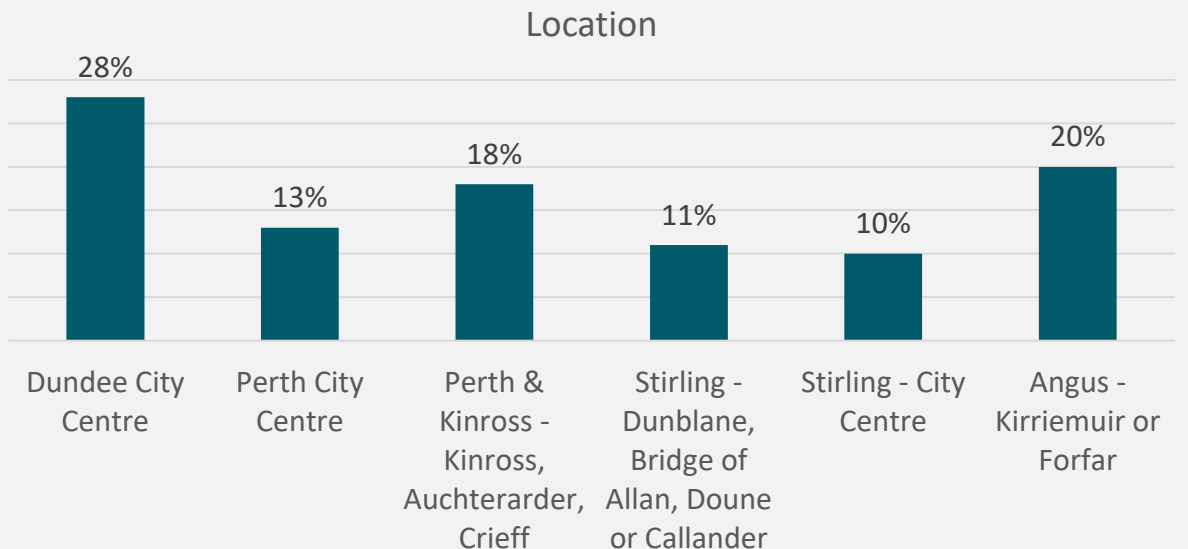 Location
28%
13%
18%
11%
10%
20%
Dundee City
Centre
Perth City
Centre
Perth &
Kinross -
Kinross,
Auchterarder,
Crieff
Stirling -
Dunblane,
Bridge of
Allan, Doune
or Callander
Stirling - City
Centre
Angus -
Kirriemuir or
Forfar